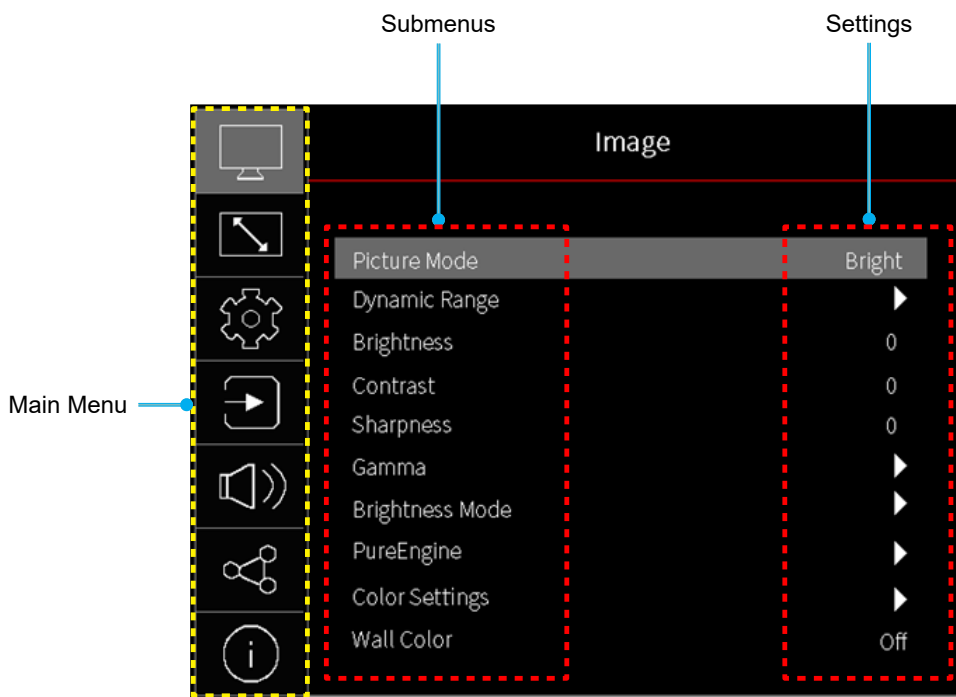 Submenus Settings
Image
Picture Mode Bright
Dynamic Range
Brightness 0
Contrast 0
Main Menu
Sharpness 0
Gamma
Brightness Mode
PureEngine
Color Settings
Wall Color Off
i